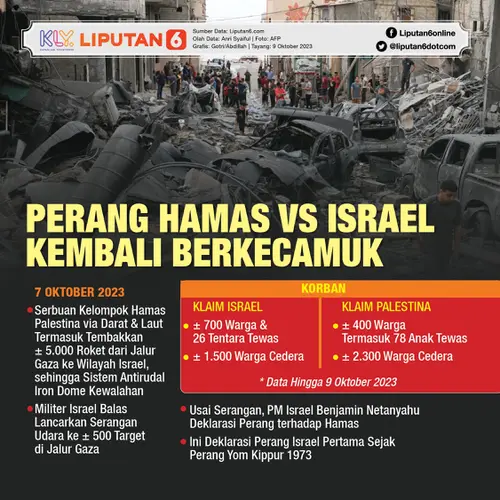 KLY
KAPANLAGI YOUNIVERSE
LIPUTAN 6
Sumber Data: Liputan6.com
Olah Data: Anri Syaiful | Foto: AFP
Grafis: Gotri/Abdillah | Tayang: 9 Oktober 2023
Liputan6online
@liputan6dotcom
PERANG HAMAS VS ISRAEL
KEMBALI BERKECAMUK
7 OKTOBER 2023
Serbuan Kelompok Hamas
Palestina via Darat & Laut
Termasuk Tembakkan
± 5.000 Roket dari Jalur
Gaza ke Wilayah Israel,
sehingga Sistem Antirudal
Iron Dome Kewalahan
Militer Israel Balas
Lancarkan Serangan
Udara ke ± 500 Target
di Jalur Gaza
KORBAN
KLAIM ISRAEL
± 700 Warga &
26 Tentara Tewas
± 1.500 Warga Cedera
KLAIM PALESTINA
± 400 Warga
Termasuk 78 Anak Tewas
± 2.300 Warga Cedera
* Data Hingga 9 Oktober 2023
Usai Serangan, PM Israel Benjamin Netanyahu
Deklarasi Perang terhadap Hamas
Ini Deklarasi Perang Israel Pertama Sejak
Perang Yom Kippur 1973